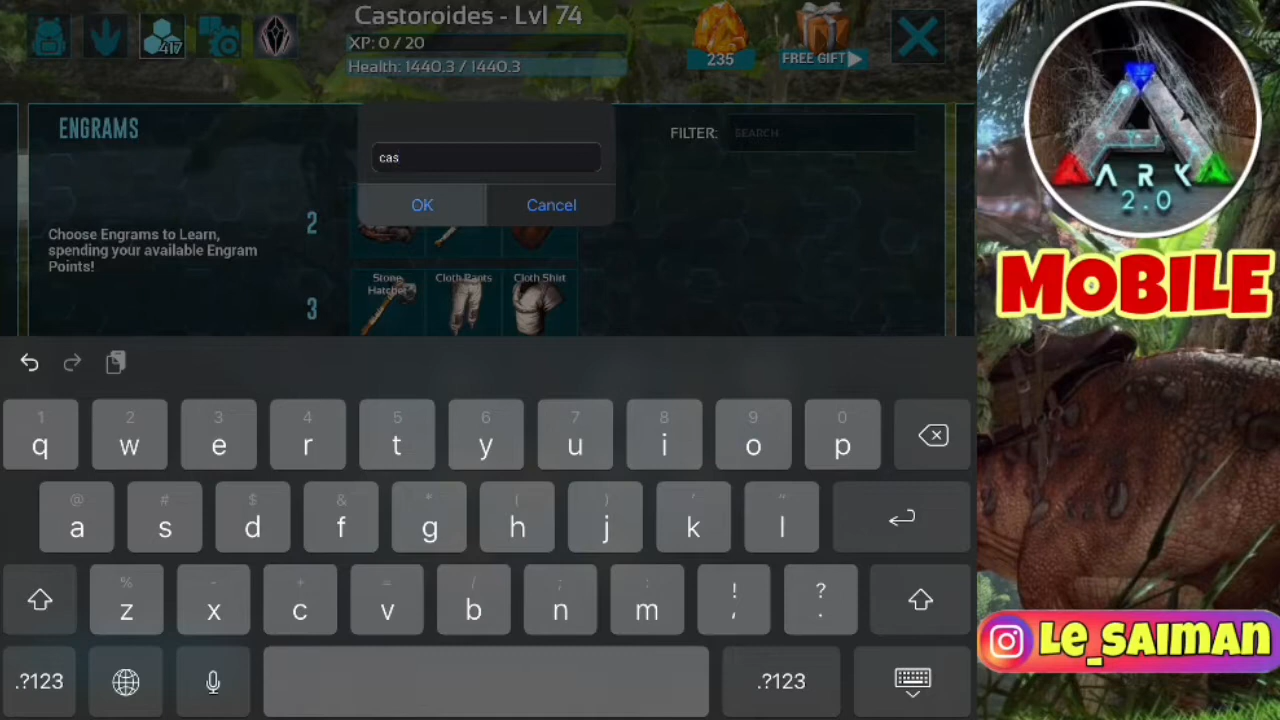 Castoroides - Lvl 74
XP: 0 / 20
Health: 1440.3 / 1440.3
417
235
FREE GIFT
ENGRAMS
FILTER:
SEARCH
cas
OK
Cancel
Choose Engrams to Learn,
spending your available Engram
Points!
2
3
Stone
Hatchet
Cloth Pants
Cloth Shirt
1 2 3 4 5 6 7 8 9 0
q w e r t y u i o p
@ # $ & * ( ) ' "
a s d f g h j k l
% - + = / ; : ! ?
z x c v b n m , .
.?123
.?123
ARK
2.0
MOBILE
LE_SAIMAN